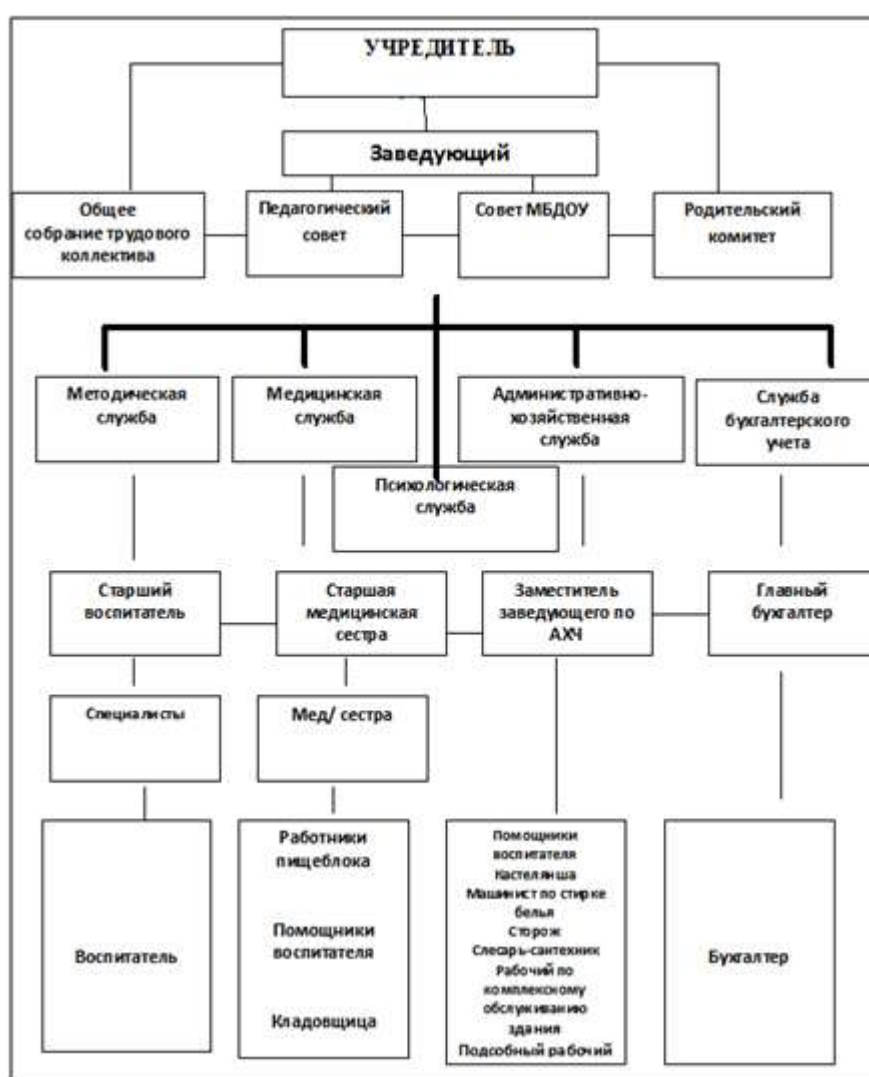 УЧРЕДИТЕЛЬ
Заведующий
Общее
собрание трудового
коллектива
Педагогический
совет
Совет МБДОУ
Родительский
комитет
Методическая
служба
Медицинская
служба
Административно-
хозяйственная
служба
Служба
бухгалтерского
учета
Психологическая
служба
Старший
воспитатель
Старшая
медицинская
сестра
Заместитель
заведующего по
АХЧ
Главный
бухгалтер
Специалисты
Мед/ сестра
Воспитатель
Работники
пищеблока
Помощники
воспитателя
Кладовщица
Помощники
воспитателя
Кастелянша
Машинист по стирке
белья
Сторож
Слесарь-сантехник
Рабочий по
комплексному
обслуживанию
здания
Подсобный рабочий
Бухгалтер